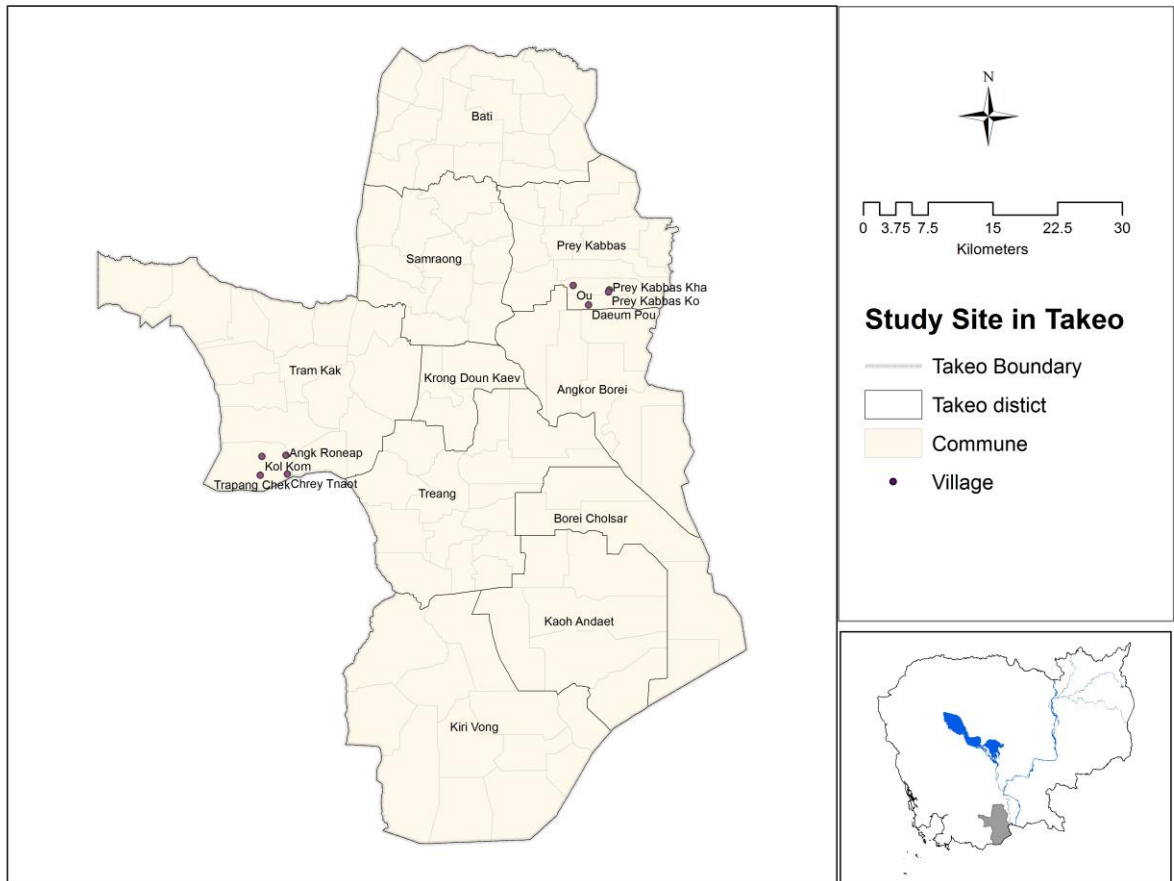 Bati
Prey Kabbas
Samraong
Prey Kabbas Kha
Ou
Prey Kabbas Ko
Daeum Pou
Tram Kak
Krong Doun Kaev
Angkor Borei
Angk Roneap
Kol Kom
Trapang Chek
Chrey Tnaot
Treang
Borei Cholsar
Kaoh Andaet
Kiri Vong
N
0 3.75 7.5 15 22.5 30
Kilometers
Study Site in Takeo
Takeo Boundary
Takeo distict
Commune
Village